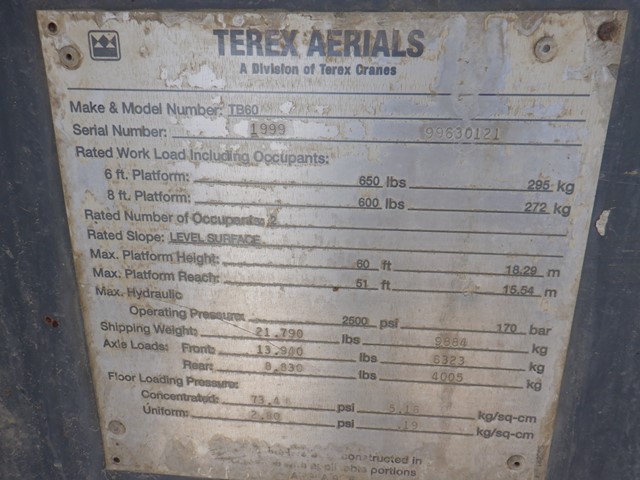 TEREX AERIALS
A Division of Terex Cranes
Make & Model Number: TB60
Serial Number: 1999 99630121
Rated Work Load Including Occupants:
6 ft. Platform: 650 lbs 295 kg
8 ft. Platform: 600 lbs 272 kg
Rated Number of Occupants: 2
Rated Slope: LEVEL SURFACE
Max. Platform Height: 60 ft 18.29 m
Max. Platform Reach: 51 ft 15.54 m
Max. Hydraulic
Operating Pressure: 2500 psi 170 bar
Shipping Weight: 21,790 lbs 9884 kg
Axle Loads: Front: 13,940 lbs 6323 kg
Rear: 8,830 lbs 4005 kg
Floor Loading Pressure:
Concentrated: psi kg/sq-cm
Uniform: psi .19 kg/sq-cm
constructed in
portions